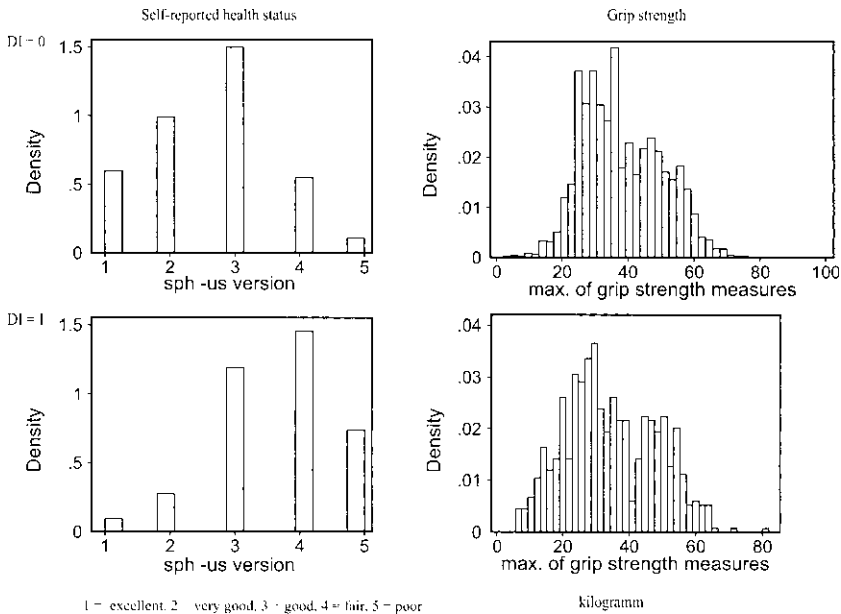 Self-reported health status
Grip strength
DI = 0
1.5
1
.5
0
Density
1 2 3 4 5
sph -us version
.04
.03
.02
.01
0
Density
0 20 40 60 80 100
max. of grip strength measures
DI = 1
1.5
1
.5
0
Density
1 2 3 4 5
sph -us version
.04
.03
.02
.01
0
Density
0 20 40 60 80
max. of grip strength measures
1 = excellent, 2 very good, 3 · good, 4 = fair, 5 = poor
kilogramm